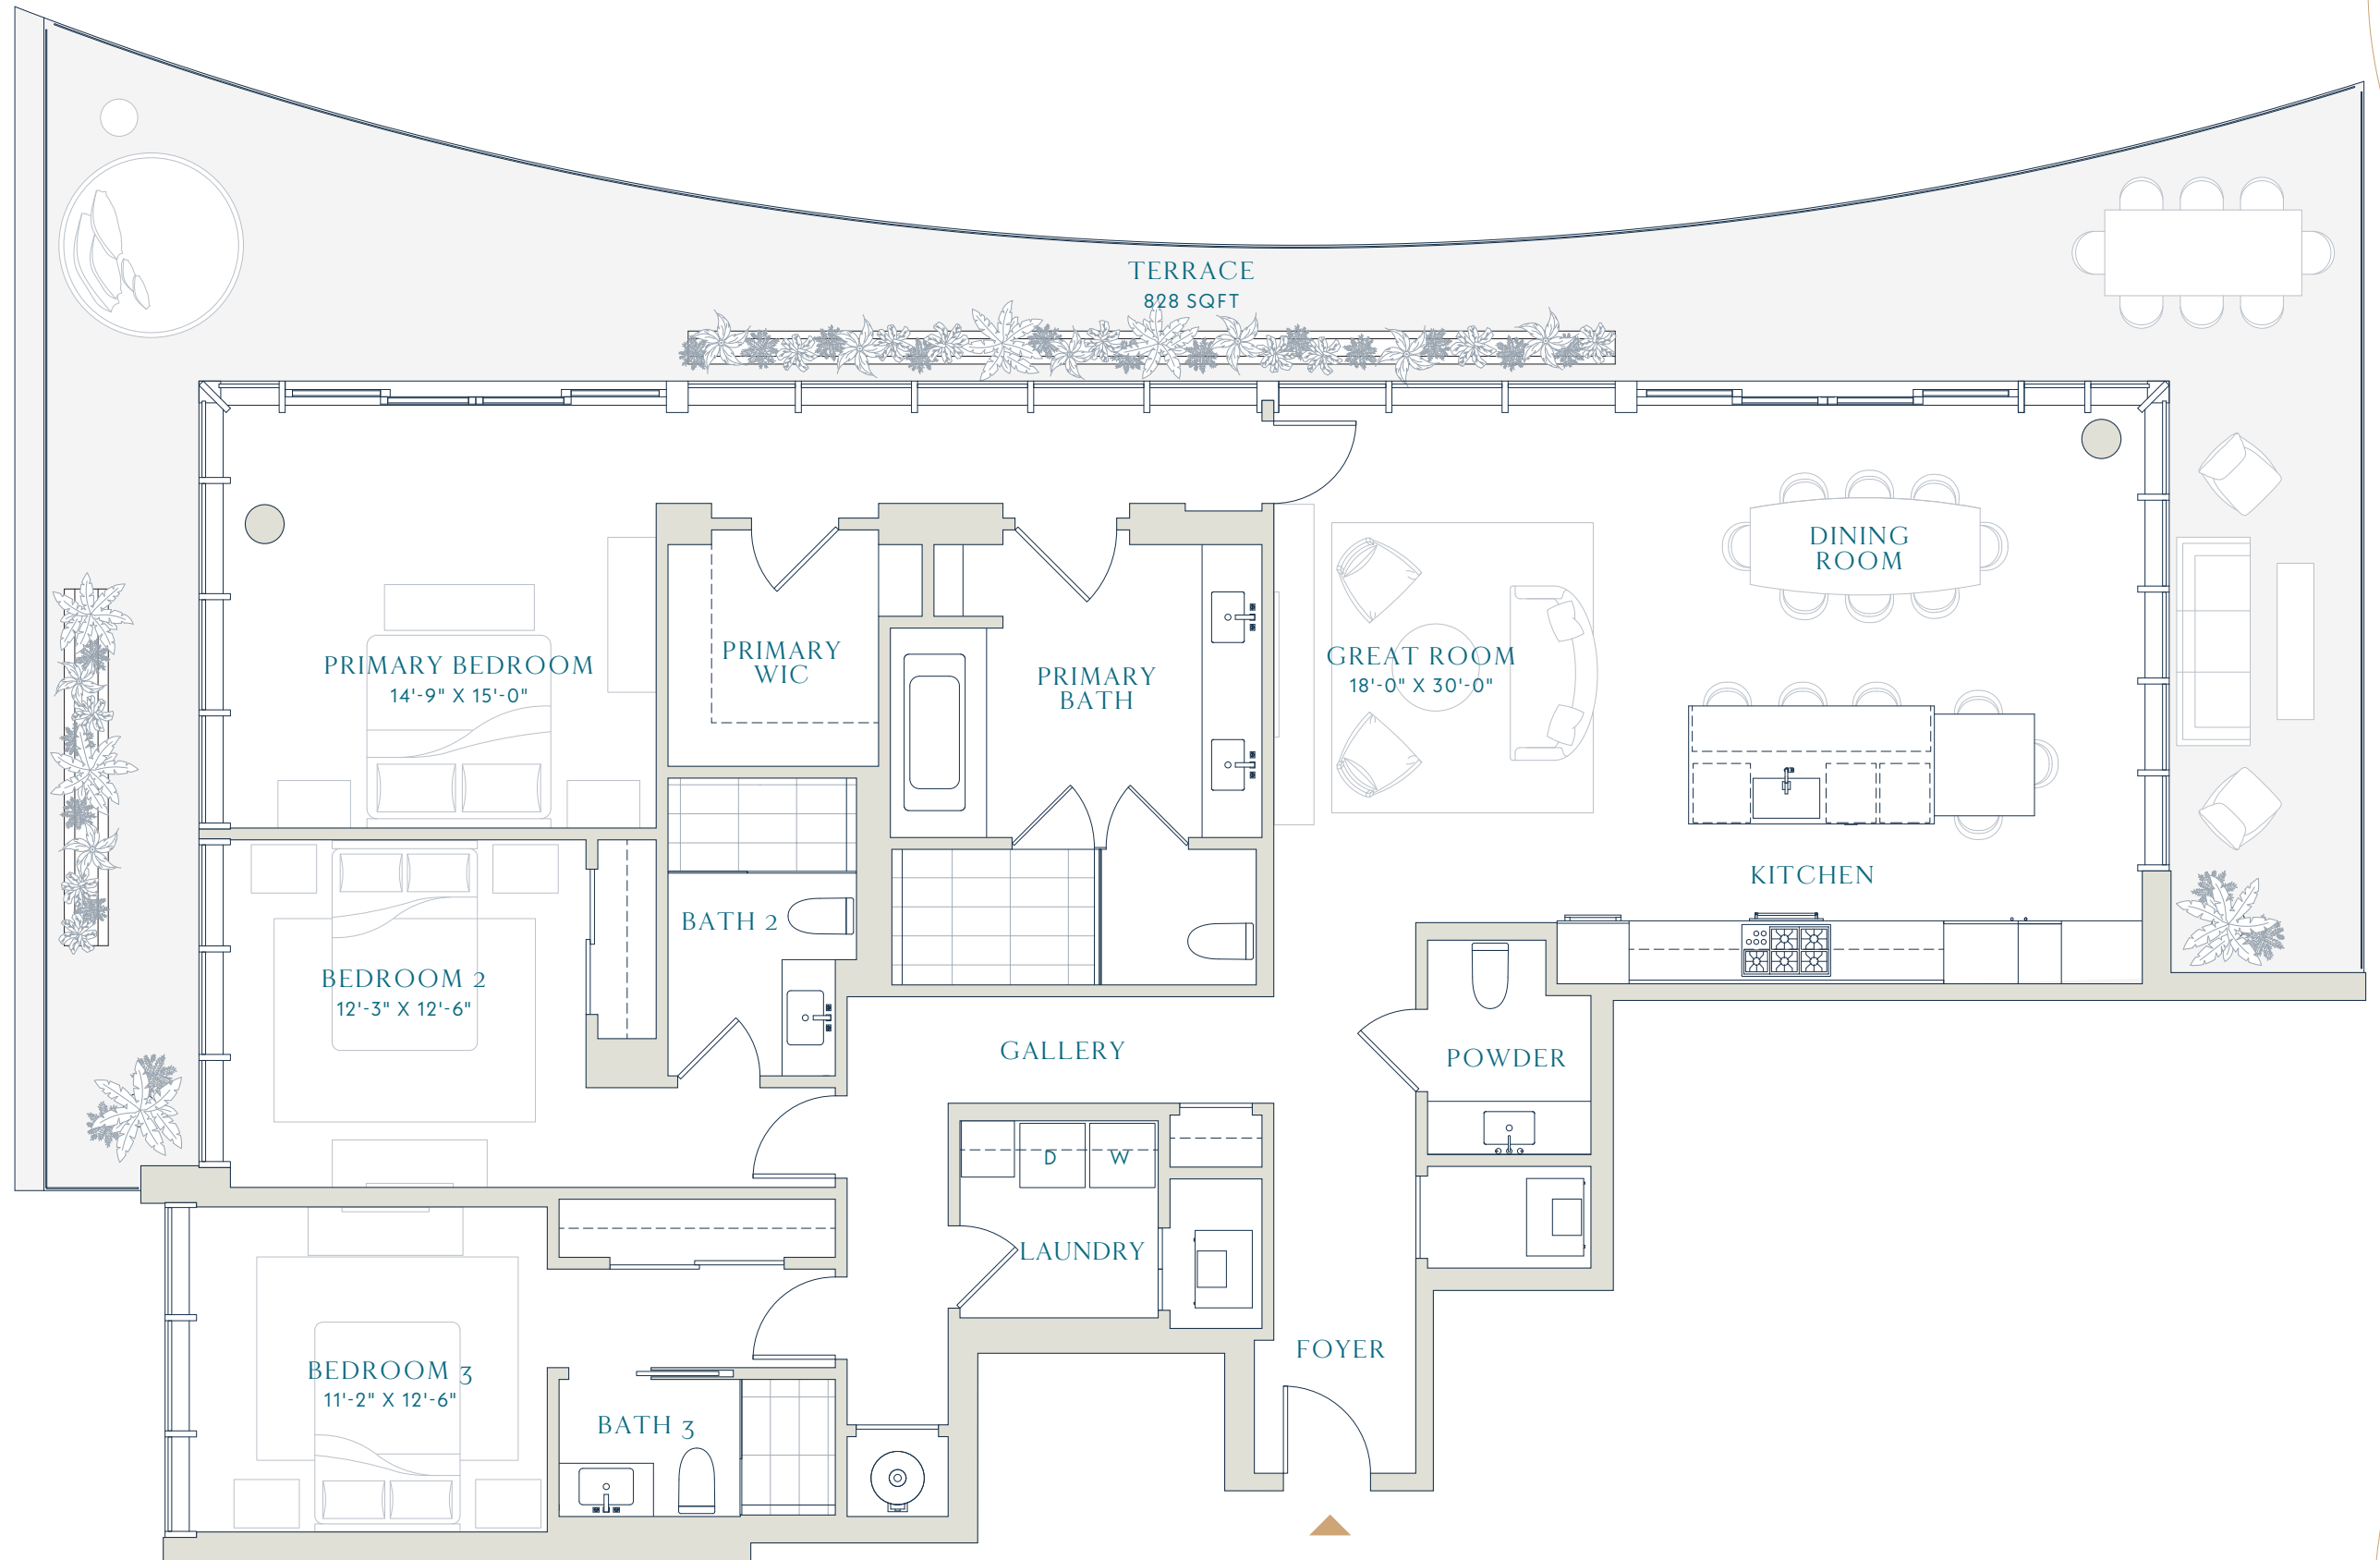 TERRACE
828 SQFT
DINING
ROOM
PRIMARY BEDROOM
14'-9" X 15'-0"
PRIMARY
WIC
PRIMARY
BATH
GREAT ROOM
18'-0" X 30'-0"
KITCHEN
BATH 2
BEDROOM 2
12'-3" X 12'-6"
GALLERY
POWDER
D W
LAUNDRY
FOYER
BEDROOM 3
11'-2" X 12'-6"
BATH 3